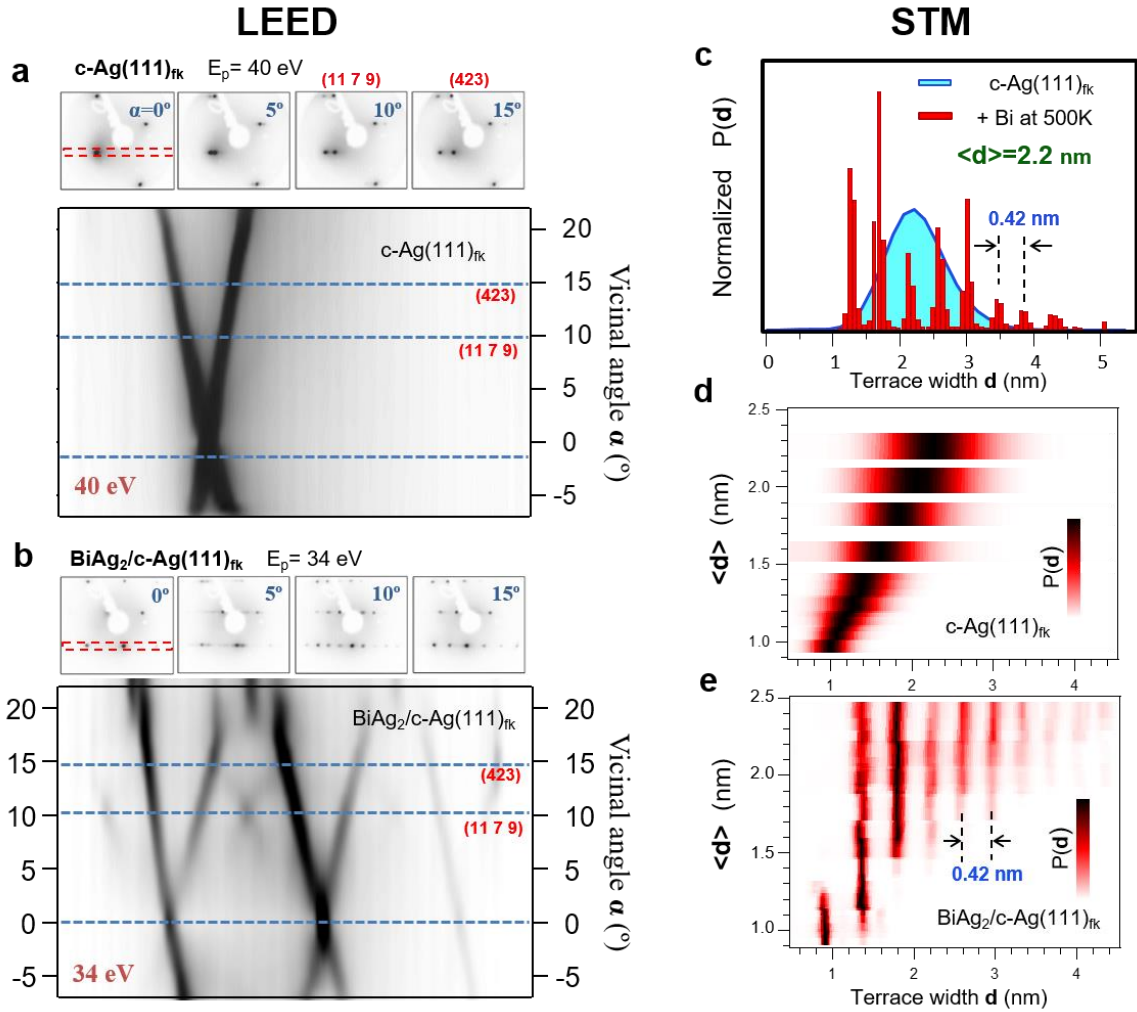 LEED
a
c-Ag(111)fk Ep= 40 eV
(11 7 9) (423)
α=0º 5º 10º 15º
c-Ag(111)fk
(423)
(11 7 9)
40 eV
20
15
10
5
0
-5
Vicinal angle α (º)
b
BiAg2/c-Ag(111)fk Ep= 34 eV
0º 5º 10º 15º
BiAg2/c-Ag(111)fk
(423)
(11 7 9)
34 eV
20 20
15 15
10 10
5 5
0 0
-5 -5
Vicinal angle α (º)
STM
c
c-Ag(111)fk
+ Bi at 500K
<d>=2.2 nm
0.42 nm
Normalized P(d)
0 1 2 3 4 5
Terrace width d (nm)
d
2.5
2.0
1.5
1.0
<d> (nm)
P(d)
c-Ag(111)fk
1 2 3 4
e
2.5
2.0
1.5
1.0
<d> (nm)
0.42 nm
P(d)
BiAg2/c-Ag(111)fk
1 2 3 4
Terrace width d (nm)